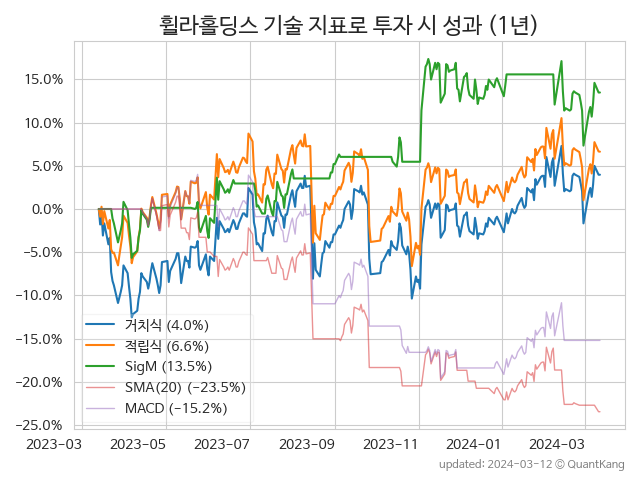 휠라홀딩스 기술 지표로 투자 시 성과 (1년)
15.0%
10.0%
5.0%
0.0%
−5.0%
−10.0%
−15.0%
−20.0%
−25.0%
거치식 (4.0%)
적립식 (6.6%)
SigM (13.5%)
SMA(20) (−23.5%)
MACD (−15.2%)
2023-03 2023-05 2023-07 2023-09 2023-11 2024-01 2024-03
updated: 2024-03-12 ⓒ QuantKang